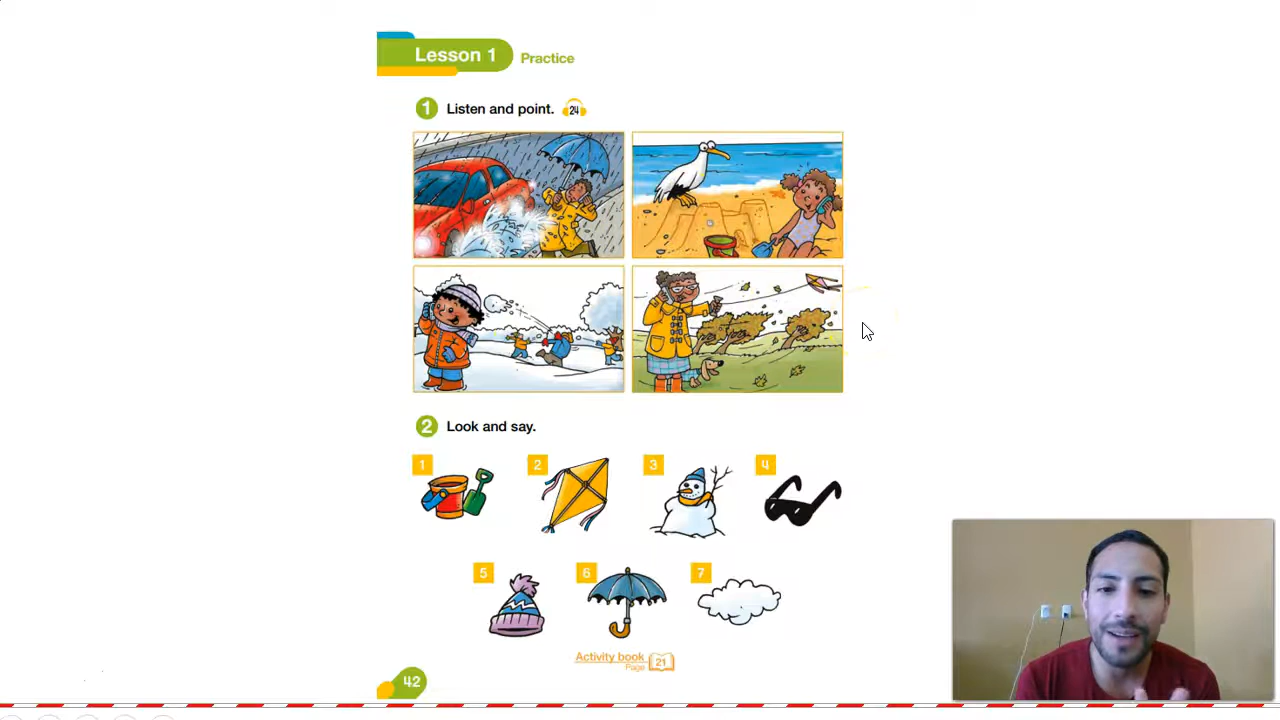 Lesson 1 Practice
1 Listen and point. 24
2 Look and say.
1 2 3 4
5 6 7
Activity book
Page 21
42